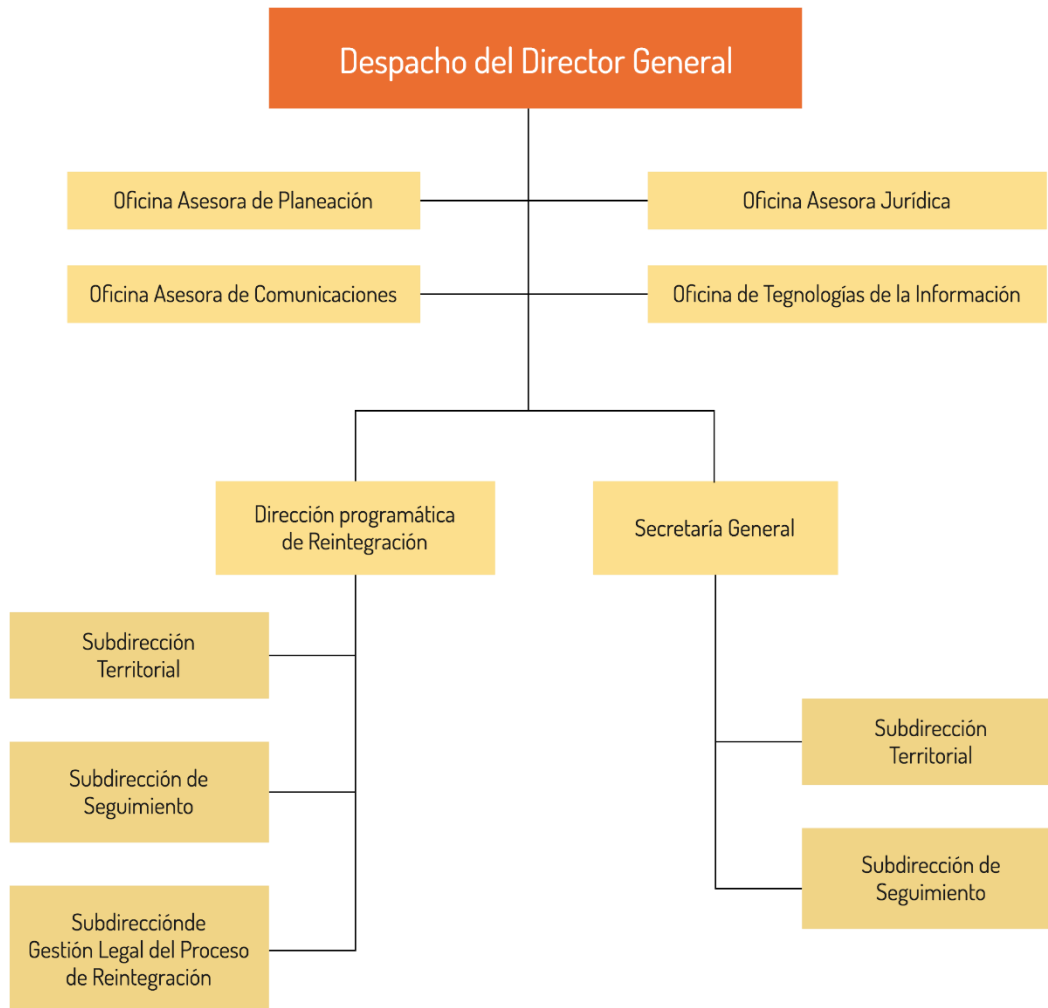 Despacho del Director General
Oficina Asesora de Planeación
Oficina Asesora Jurídica
Oficina Asesora de Comunicaciones
Oficina de Tegnologías de la Información
Dirección programática
de Reintegración
Secretaría General
Subdirección
Territorial
Subdirección de
Seguimiento
Subdirecciónde
Gestión Legal del Proceso
de Reintegración
Subdirección
Territorial
Subdirección de
Seguimiento